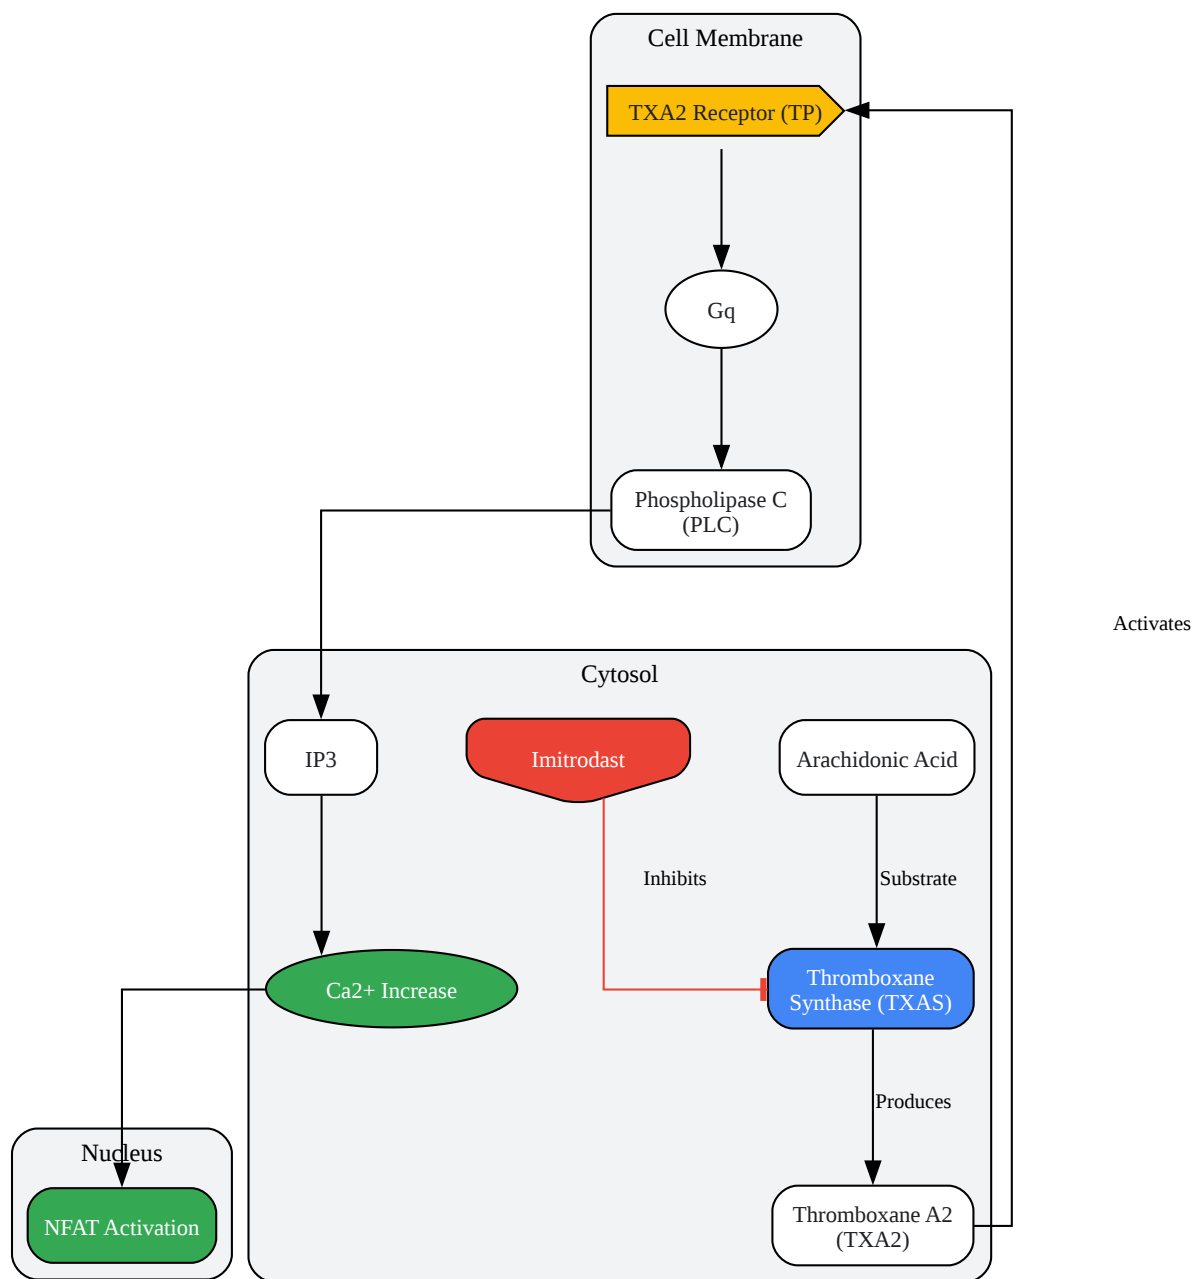 Cell Membrane
TXA2 Receptor (TP)
Gq
Phospholipase C
(PLC)
Activates
Cytosol
IP3
Imitrodast
Arachidonic Acid
Inhibits
Substrate
Ca2+ Increase
Thromboxane
Synthase (TXAS)
Produces
Nucleus
NFAT Activation
Thromboxane A2
(TXA2)